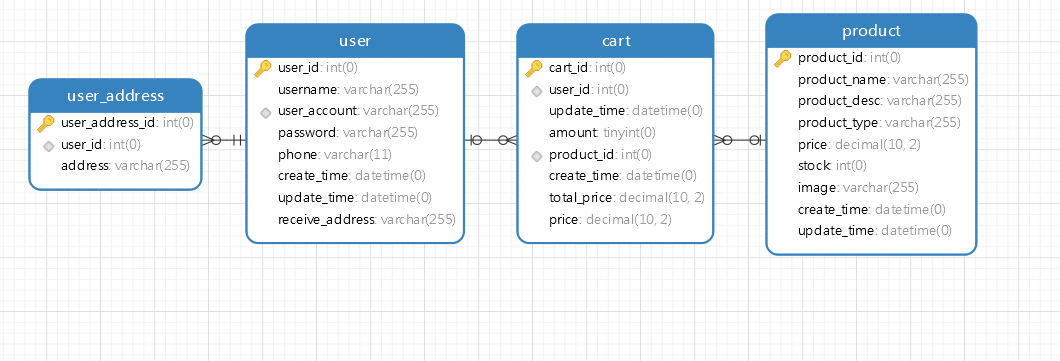 user_address
user_address_id: int(0)
user_id: int(0)
address: varchar(255)
user
user_id: int(0)
username: varchar(255)
user_account: varchar(255)
password: varchar(255)
phone: varchar(11)
create_time: datetime(0)
update_time: datetime(0)
receive_address: varchar(255)
cart
cart_id: int(0)
user_id: int(0)
update_time: datetime(0)
amount: tinyint(0)
product_id: int(0)
create_time: datetime(0)
total_price: decimal(10, 2)
price: decimal(10, 2)
product
product_id: int(0)
product_name: varchar(255)
product_desc: varchar(255)
product_type: varchar(255)
price: decimal(10, 2)
stock: int(0)
image: varchar(255)
create_time: datetime(0)
update_time: datetime(0)